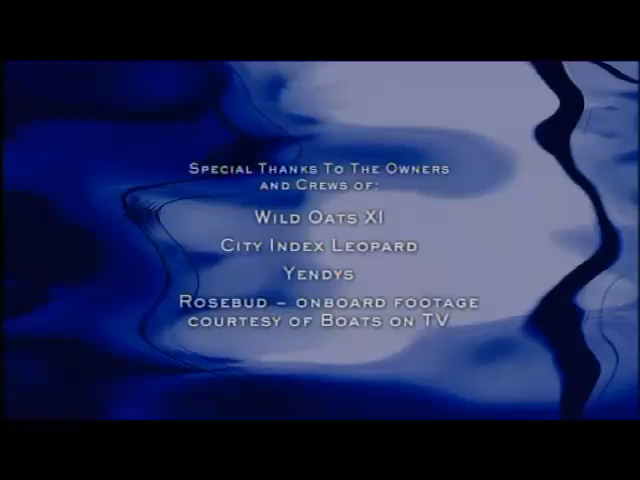 Special Thanks To The Owners
and Crews of:
Wild Oats XI
City Index Leopard
Yendys
Rosebud – onboard footage
courtesy of Boats on TV